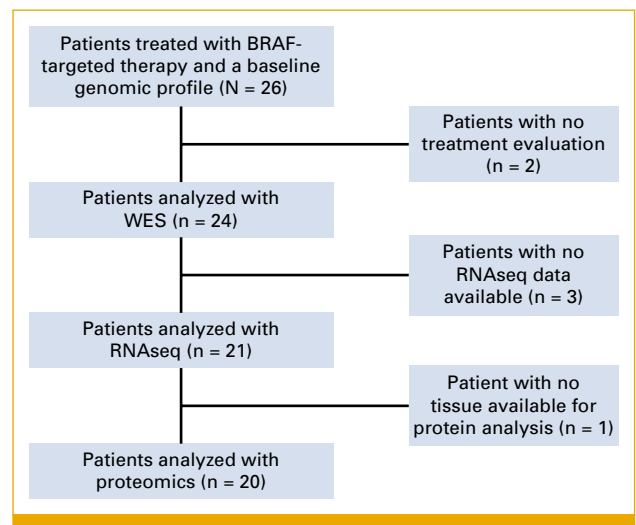 Patients treated with BRAF-
targeted therapy and a baseline
genomic profile (N = 26)
Patients with no
treatment evaluation
(n = 2)
Patients analyzed with
WES (n = 24)
Patients with no
RNAseq data
available (n = 3)
Patients analyzed with
RNAseq (n = 21)
Patient with no
tissue available for
protein analysis (n = 1)
Patients analyzed with
proteomics (n = 20)